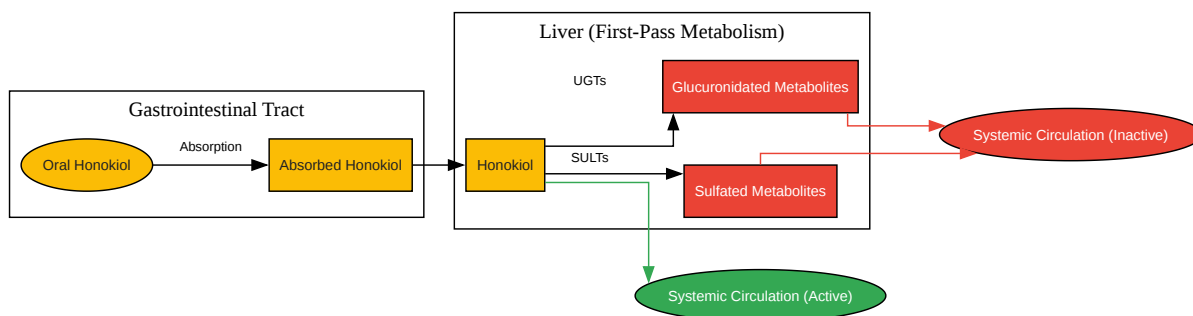 Liver (First-Pass Metabolism)
UGTs
Glucuronidated Metabolites
Gastrointestinal Tract
Systemic Circulation (Inactive)
Absorption
SULTs
Oral Honokiol
Absorbed Honokiol
Honokiol
Sulfated Metabolites
Systemic Circulation (Active)